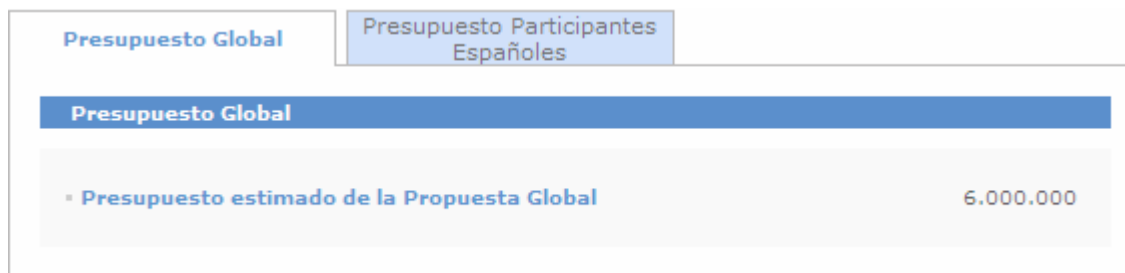 Presupuesto Global
Presupuesto Participantes
Españoles
Presupuesto Global
Presupuesto estimado de la Propuesta Global 6.000.000